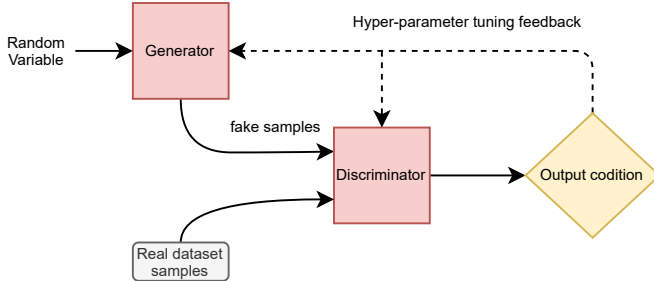 Hyper-parameter tuning feedback
Random
Variable
Generator
fake samples
Discriminator
Output codition
Real dataset
samples